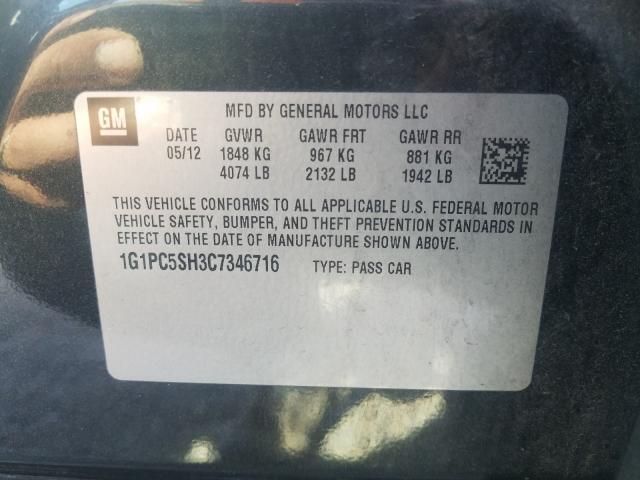 GM
MFD BY GENERAL MOTORS LLC
DATE GVWR GAWR FRT GAWR RR
05/12 1848 KG 967 KG 881 KG
4074 LB 2132 LB 1942 LB
THIS VEHICLE CONFORMS TO ALL APPLICABLE U.S. FEDERAL MOTOR
VEHICLE SAFETY, BUMPER, AND THEFT PREVENTION STANDARDS IN
EFFECT ON THE DATE OF MANUFACTURE SHOWN ABOVE.
1G1PC5SH3C7346716 TYPE: PASS CAR